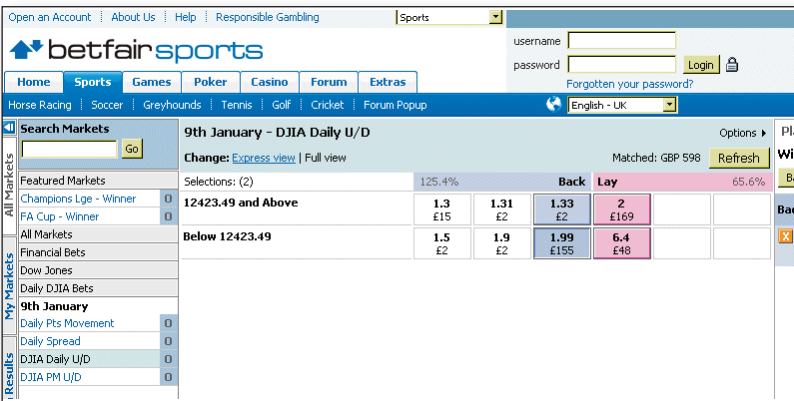 Open an Account | About Us | Help | Responsible Gambling
Sports
betfairsports
username
password
Login
Forgotten your password?
Home Sports Games Poker Casino Forum Extras
Horse Racing | Soccer | Greyhounds | Tennis | Golf | Cricket | Forum Popup
English - UK
Search Markets
Go
All Markets
My Markets
Results
Featured Markets
Champions Lge - Winner 0
FA Cup - Winner 0
All Markets
Financial Bets
Dow Jones
Daily DJIA Bets
9th January
Daily Pts Movement 0
Daily Spread 0
DJIA Daily U/D 0
DJIA PM U/D 0
9th January - DJIA Daily U/D
Options
Change: Express view | Full view
Matched: GBP 598
Refresh
Selections: (2) 125.4% Back Lay 65.6%
12423.49 and Above 1.3 1.31 1.33 2
£15 £2 £2 £169
Below 12423.49 1.5 1.9 1.99 6.4
£2 £2 £155 £48
Pl
Wi
B
Bac
X